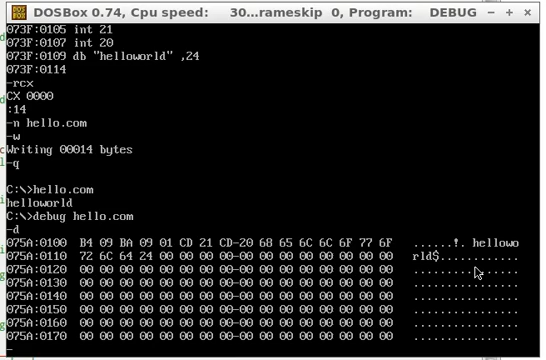 DOSBox 0.74, Cpu speed: 30...rameskip 0, Program: DEBUG
073F:0105 int 21
073F:0107 int 20
073F:0109 db "helloworld" ,24
073F:0114
-rcx
CX 0000
:14
-n hello.com
-w
Writing 00014 bytes
-q
C:\>hello.com
helloworld
C:\>debug hello.com
-d
075A:0100 B4 09 BA 09 01 CD 21 CD-20 68 65 6C 6C 6F 77 6F ......!. hellowo
075A:0110 72 6C 64 24 00 00 00 00-00 00 00 00 00 00 00 00 rld$............
075A:0120 00 00 00 00 00 00 00 00-00 00 00 00 00 00 00 00 ................
075A:0130 00 00 00 00 00 00 00 00-00 00 00 00 00 00 00 00 ................
075A:0140 00 00 00 00 00 00 00 00-00 00 00 00 00 00 00 00 ................
075A:0150 00 00 00 00 00 00 00 00-00 00 00 00 00 00 00 00 ................
075A:0160 00 00 00 00 00 00 00 00-00 00 00 00 00 00 00 00 ................
075A:0170 00 00 00 00 00 00 00 00-00 00 00 00 00 00 00 00 ................
-